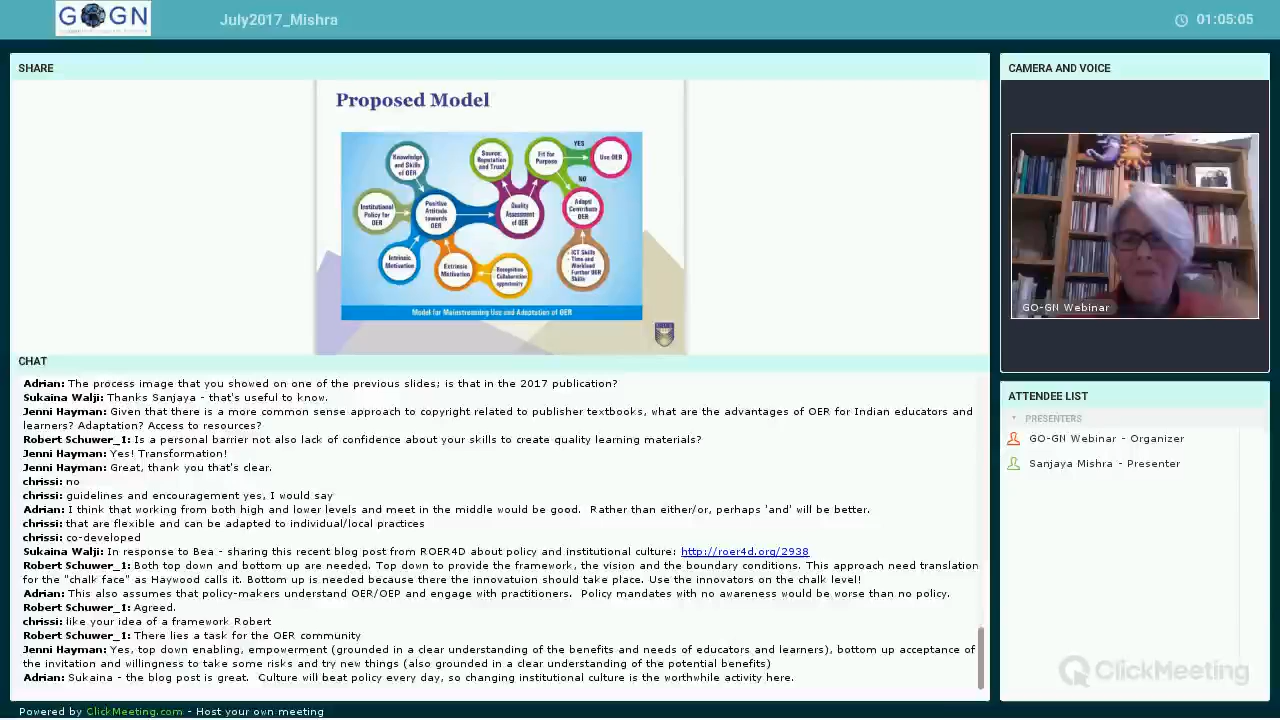 GO GN
July2017_Mishra
01:05:05
SHARE
CAMERA AND VOICE
Proposed Model
Knowledge
and Skills
of OER
Source:
Reputation
and Trust
Fit for
Purpose
YES
Use OER
NO
Institutional
Policy for
OER
Positive
Attitude
towards
OER
Quality
Assessment
of OER
Adapt/
Contribute
OER
Intrinsic
Motivation
Extrinsic
Motivation
Recognition
Collaboration
opportunity
ICT Skills
Time and
Workload
Further OER
Skills
Model for Mainstreaming Use and Adaptation of OER
GO-GN Webinar
CHAT
Adrian: The process image that you showed on one of the previous slides; is that in the 2017 publication?
Sukaina Walji: Thanks Sanjaya - that's useful to know.
Jenni Hayman: Given that there is a more common sense approach to copyright related to publisher textbooks, what are the advantages of OER for Indian educators and
learners? Adaptation? Access to resources?
Robert Schuwer_1: Is a personal barrier not also lack of confidence about your skills to create quality learning materials?
Jenni Hayman: Yes! Transformation!
Jenni Hayman: Great, thank you that's clear.
chrissi: no
chrissi: guidelines and encouragement yes, I would say
Adrian: I think that working from both high and lower levels and meet in the middle would be good. Rather than either/or, perhaps 'and' will be better.
chrissi: that are flexible and can be adapted to individual/local practices
chrissi: co-developed
Sukaina Walji: In response to Bea - sharing this recent blog post from ROER4D about policy and institutional culture: http://roer4d.org/2938
Robert Schuwer_1: Both top down and bottom up are needed. Top down to provide the framework, the vision and the boundary conditions. This approach need translation
for the "chalk face" as Haywood calls it. Bottom up is needed because there the innovatuion should take place. Use the innovators on the chalk level!
Adrian: This also assumes that policy-makers understand OER/OEP and engage with practitioners. Policy mandates with no awareness would be worse than no policy.
Robert Schuwer_1: Agreed.
chrissi: like your idea of a framework Robert
Robert Schuwer_1: There lies a task for the OER community
Jenni Hayman: Yes, top down enabling, empowerment (grounded in a clear understanding of the benefits and needs of educators and learners), bottom up acceptance of
the invitation and willingness to take some risks and try new things (also grounded in a clear understanding of the potential benefits)
Adrian: Sukaina - the blog post is great. Culture will beat policy every day, so changing institutional culture is the worthwhile activity here.
ATTENDEE LIST
PRESENTERS
GO-GN Webinar - Organizer
Sanjaya Mishra - Presenter
ClickMeeting
Powered by ClickMeeting.com - Host your own meeting